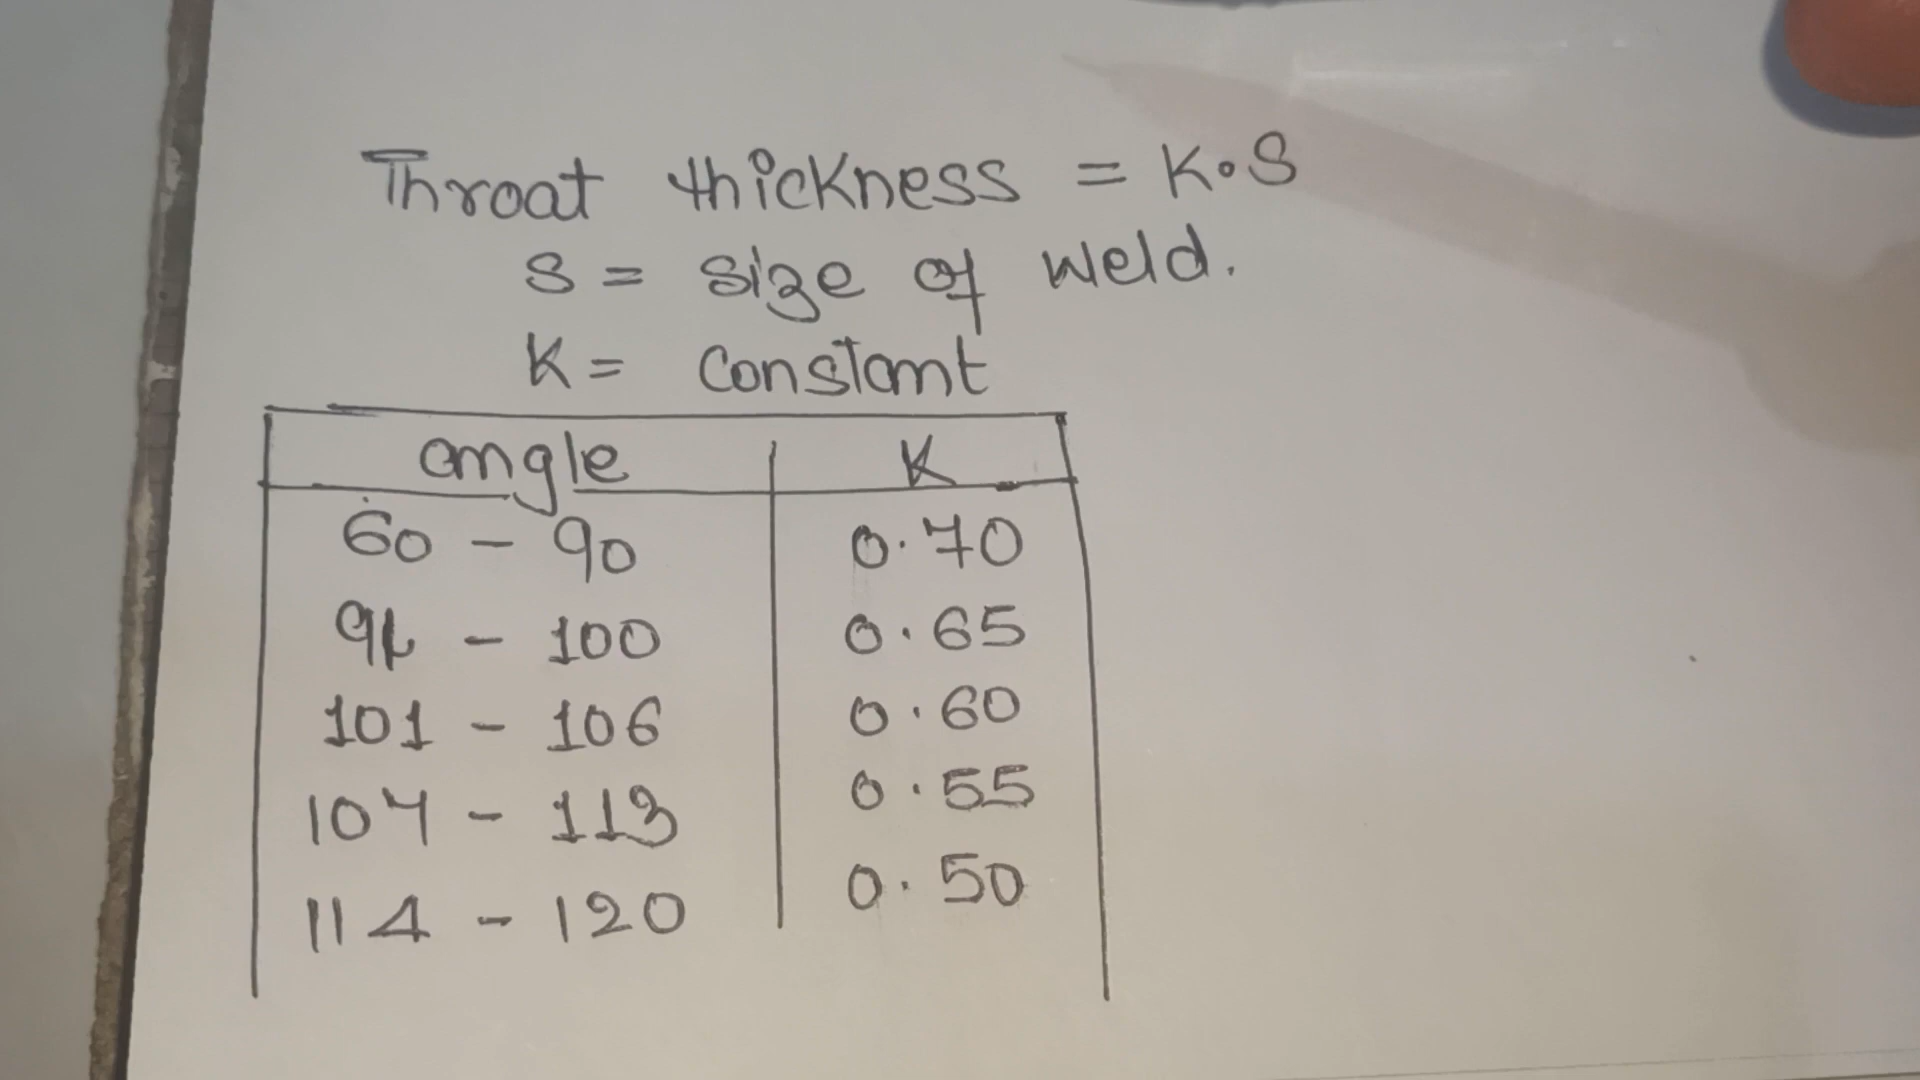 Throat thickness = K.S
S = size of weld.
K = Constant
angle K
60 - 90 0.70
91 - 100 0.65
101 - 106 0.60
107 - 113 0.55
114 - 120 0.50